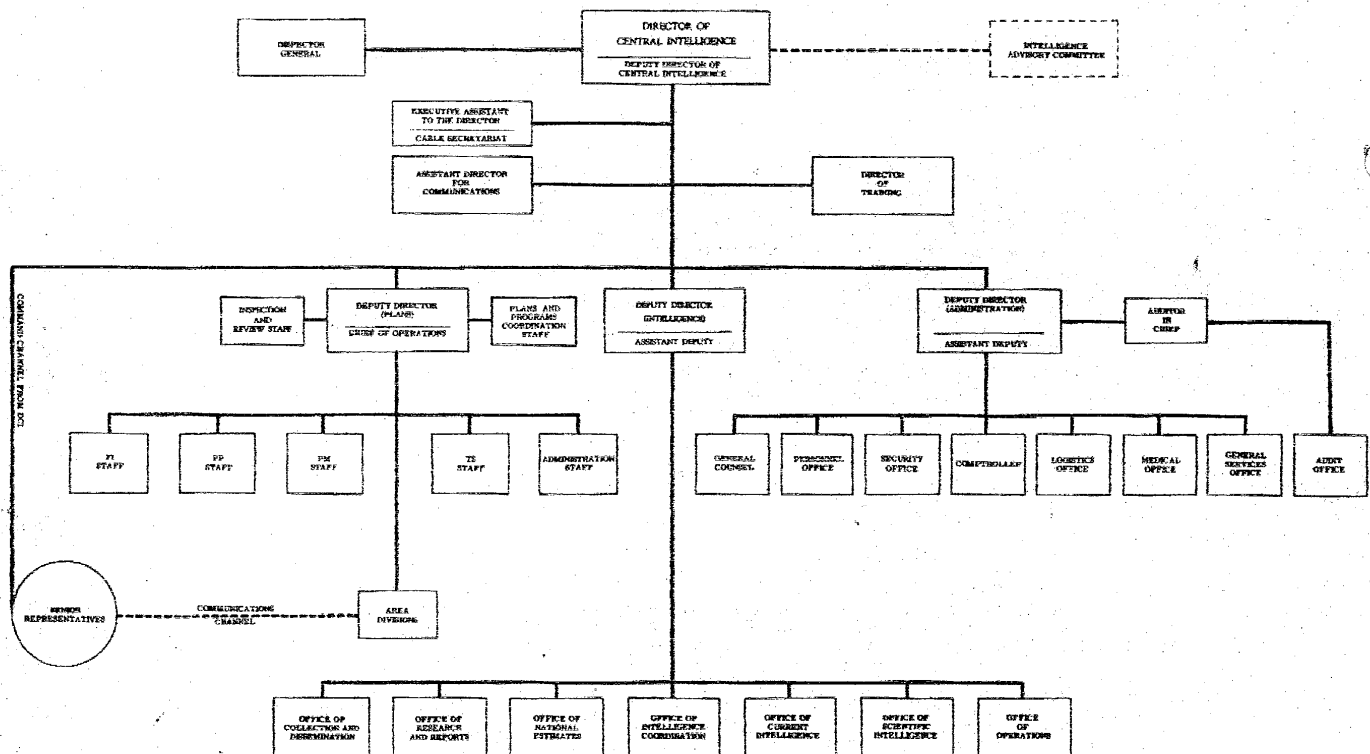 DIRECTOR OF
CENTRAL INTELLIGENCE
DEPUTY DIRECTOR OF
CENTRAL INTELLIGENCE
INSPECTOR
GENERAL
INTELLIGENCE
ADVISORY COMMITTEE
EXECUTIVE ASSISTANT
TO THE DIRECTOR
CABLE SECRETARIAT
ASSISTANT DIRECTOR
FOR
COMMUNICATIONS
DIRECTOR
OF
TRAINING
COMMAND CHANNEL FROM DCI
INSPECTION
AND
REVIEW STAFF
DEPUTY DIRECTOR
(PLANS)
CHIEF OF OPERATIONS
PLANS AND
PROGRAMS
COORDINATION
STAFF
DEPUTY DIRECTOR
(INTELLIGENCE)
ASSISTANT DEPUTY
DEPUTY DIRECTOR
(ADMINISTRATION)
ASSISTANT DEPUTY
AUDITOR
IN
CHIEF
FI
STAFF
PP
STAFF
PM
STAFF
TS
STAFF
ADMINISTRATION
STAFF
GENERAL
COUNSEL
PERSONNEL
OFFICE
SECURITY
OFFICE
COMPTROLLER
LOGISTICS
OFFICE
MEDICAL
OFFICE
GENERAL
SERVICES
OFFICE
AUDIT
OFFICE
SENIOR
REPRESENTATIVES
COMMUNICATIONS
CHANNEL
AREA
DIVISIONS
OFFICE OF
COLLECTION AND
DISSEMINATION
OFFICE OF
RESEARCH
AND REPORTS
OFFICE OF
NATIONAL
ESTIMATES
OFFICE OF
INTELLIGENCE
COORDINATION
OFFICE OF
CURRENT
INTELLIGENCE
OFFICE OF
SCIENTIFIC
INTELLIGENCE
OFFICE
OF
OPERATIONS